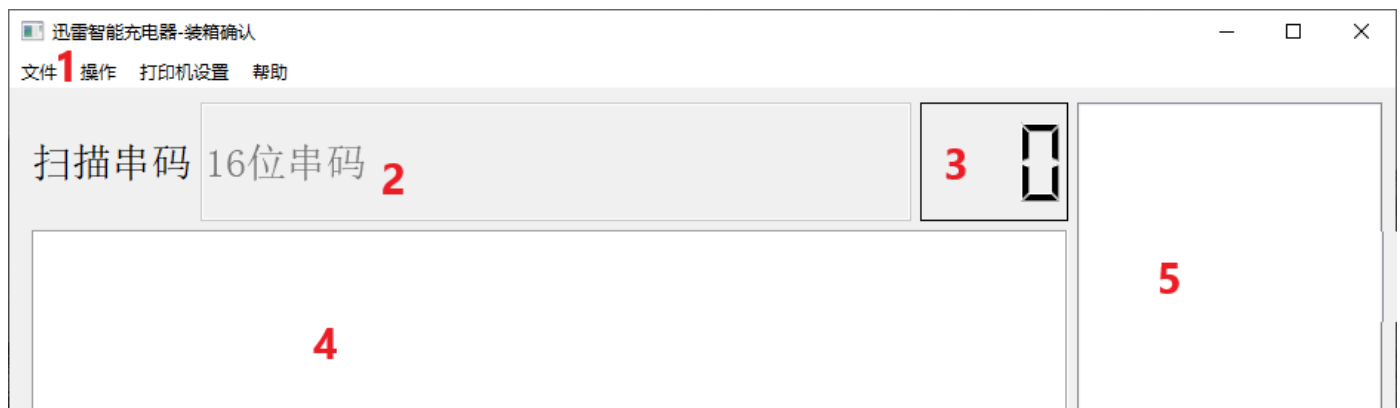 迅雷智能充电器-装箱确认
文件 1 操作 打印机设置 帮助
扫描串码 16位串码 2 3 0
4
5